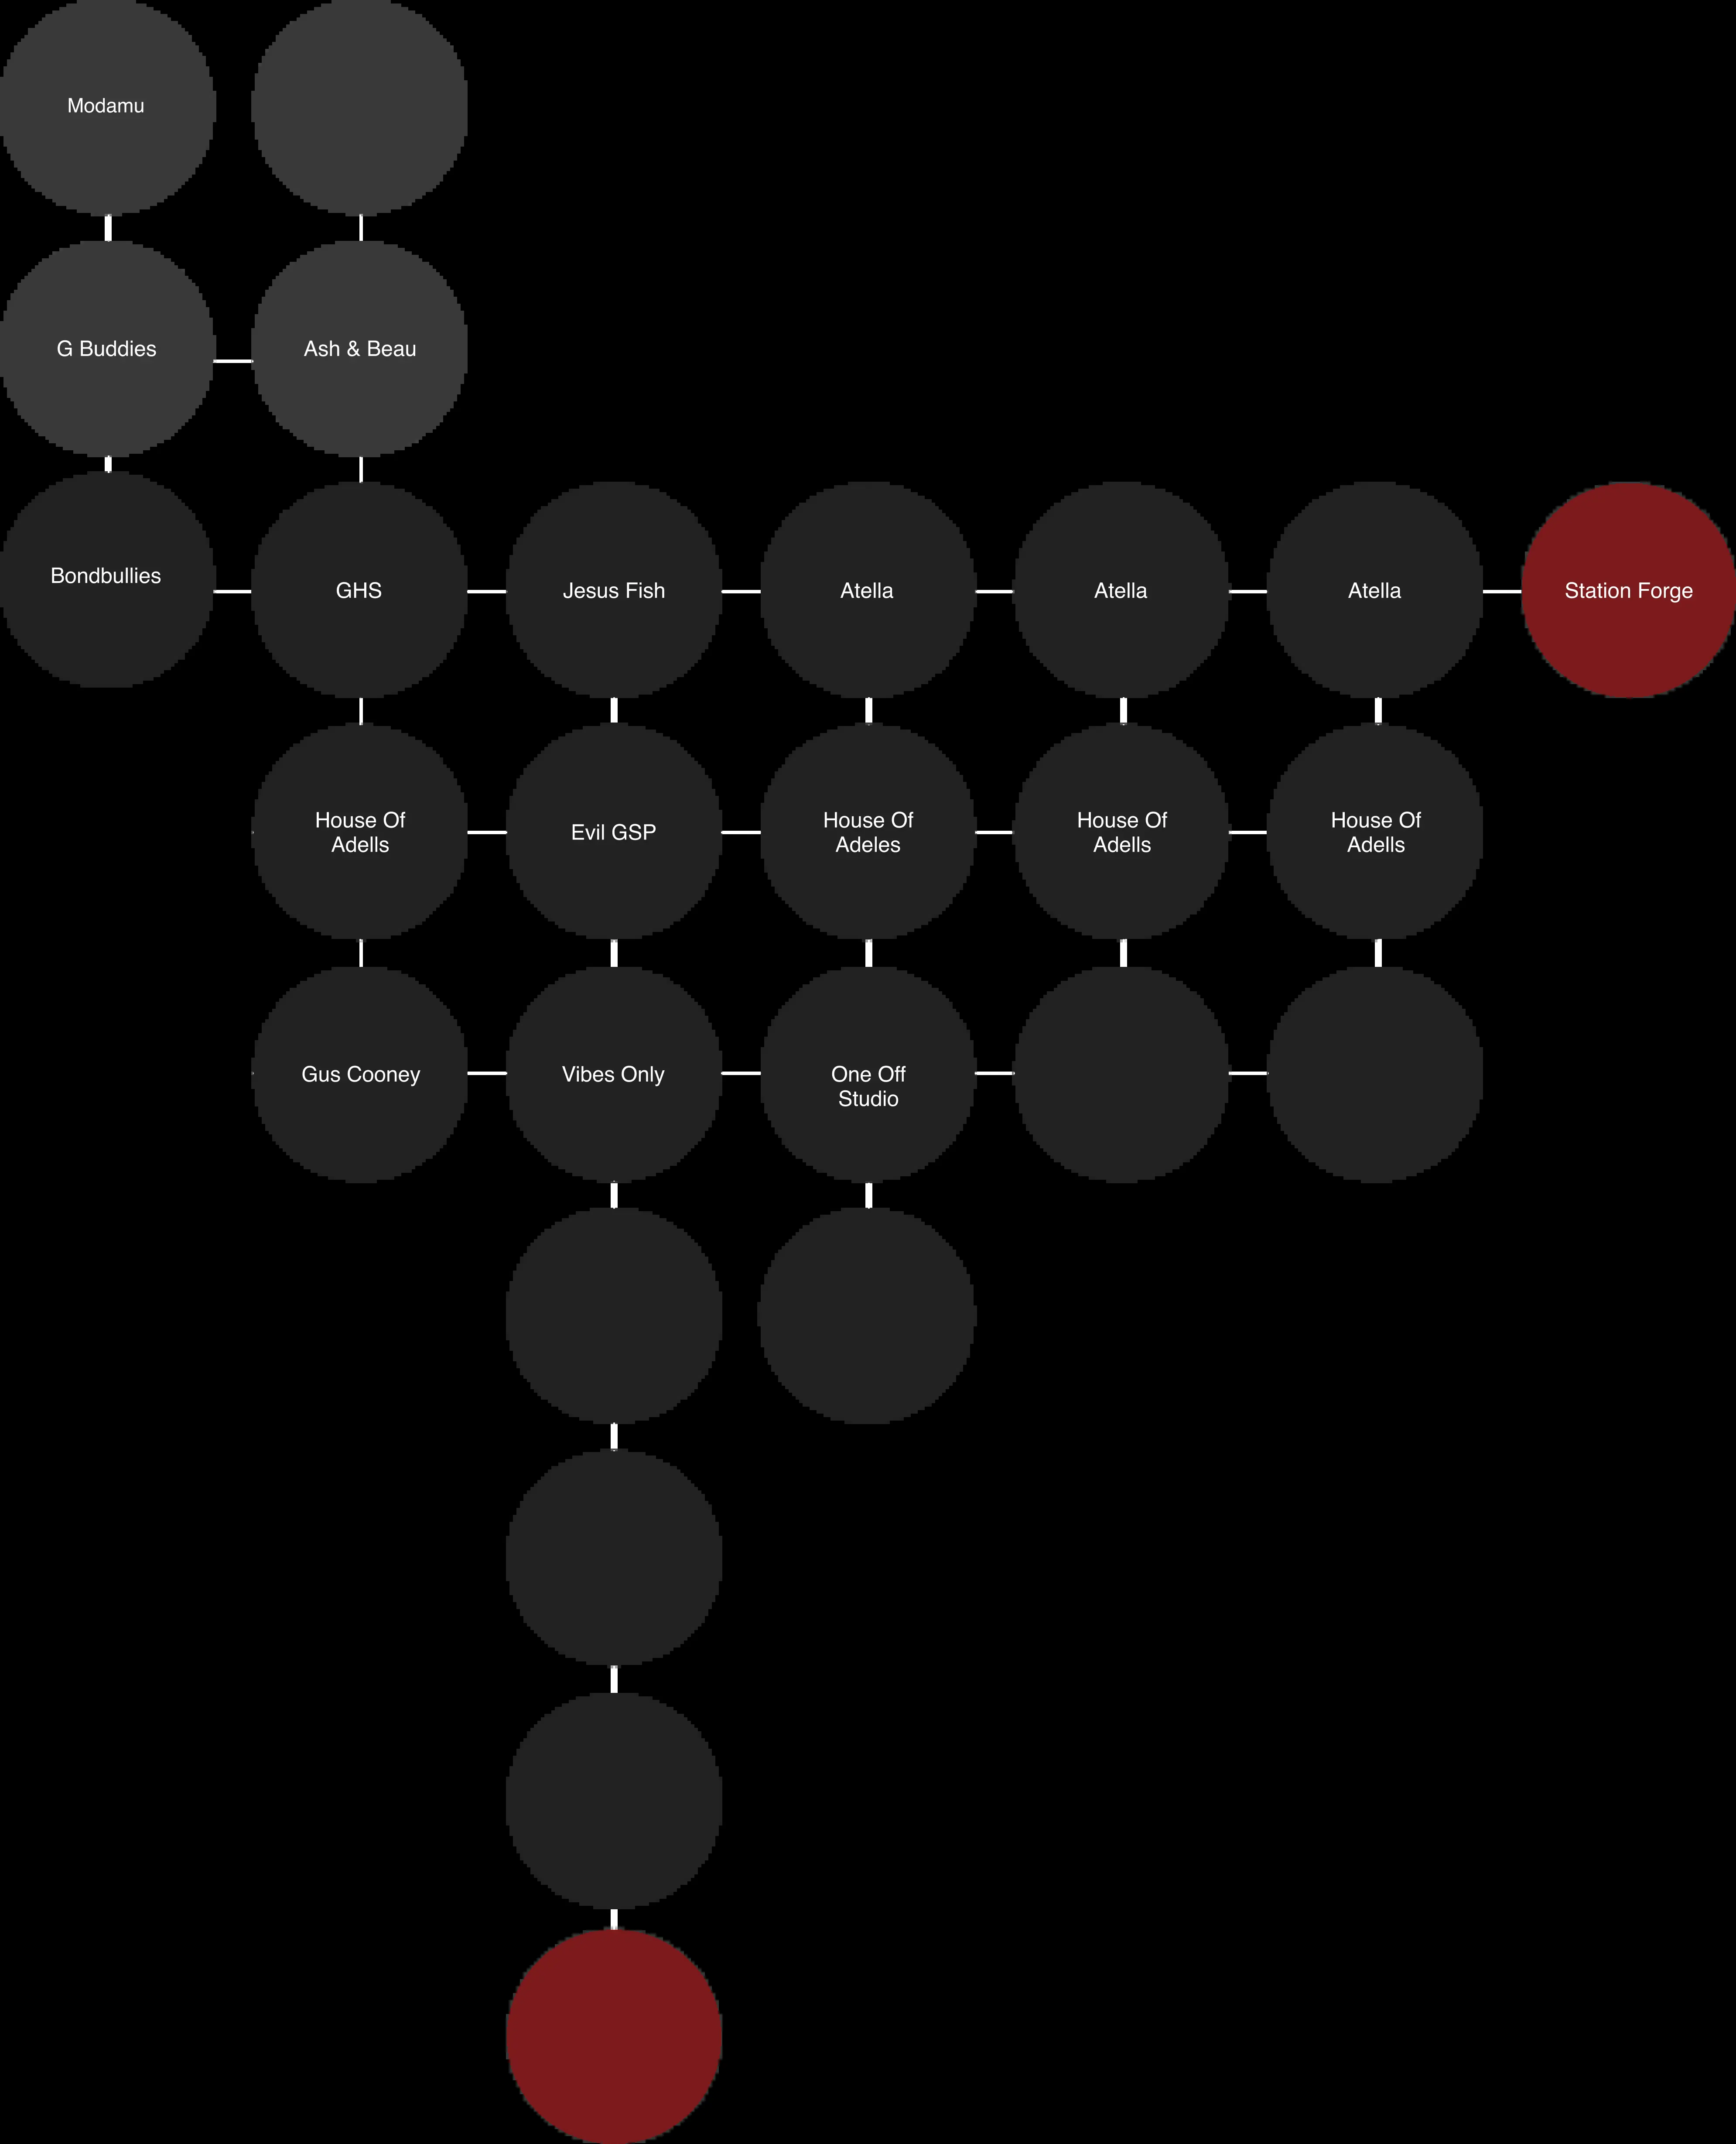 Modamu
G Buddies
Ash & Beau
Bondbullies
GHS
Jesus Fish
Atella
Atella
Atella
Station Forge
House Of
Adells
Evil GSP
House Of
Adeles
House Of
Adells
House Of
Adells
Gus Cooney
Vibes Only
One Off
Studio